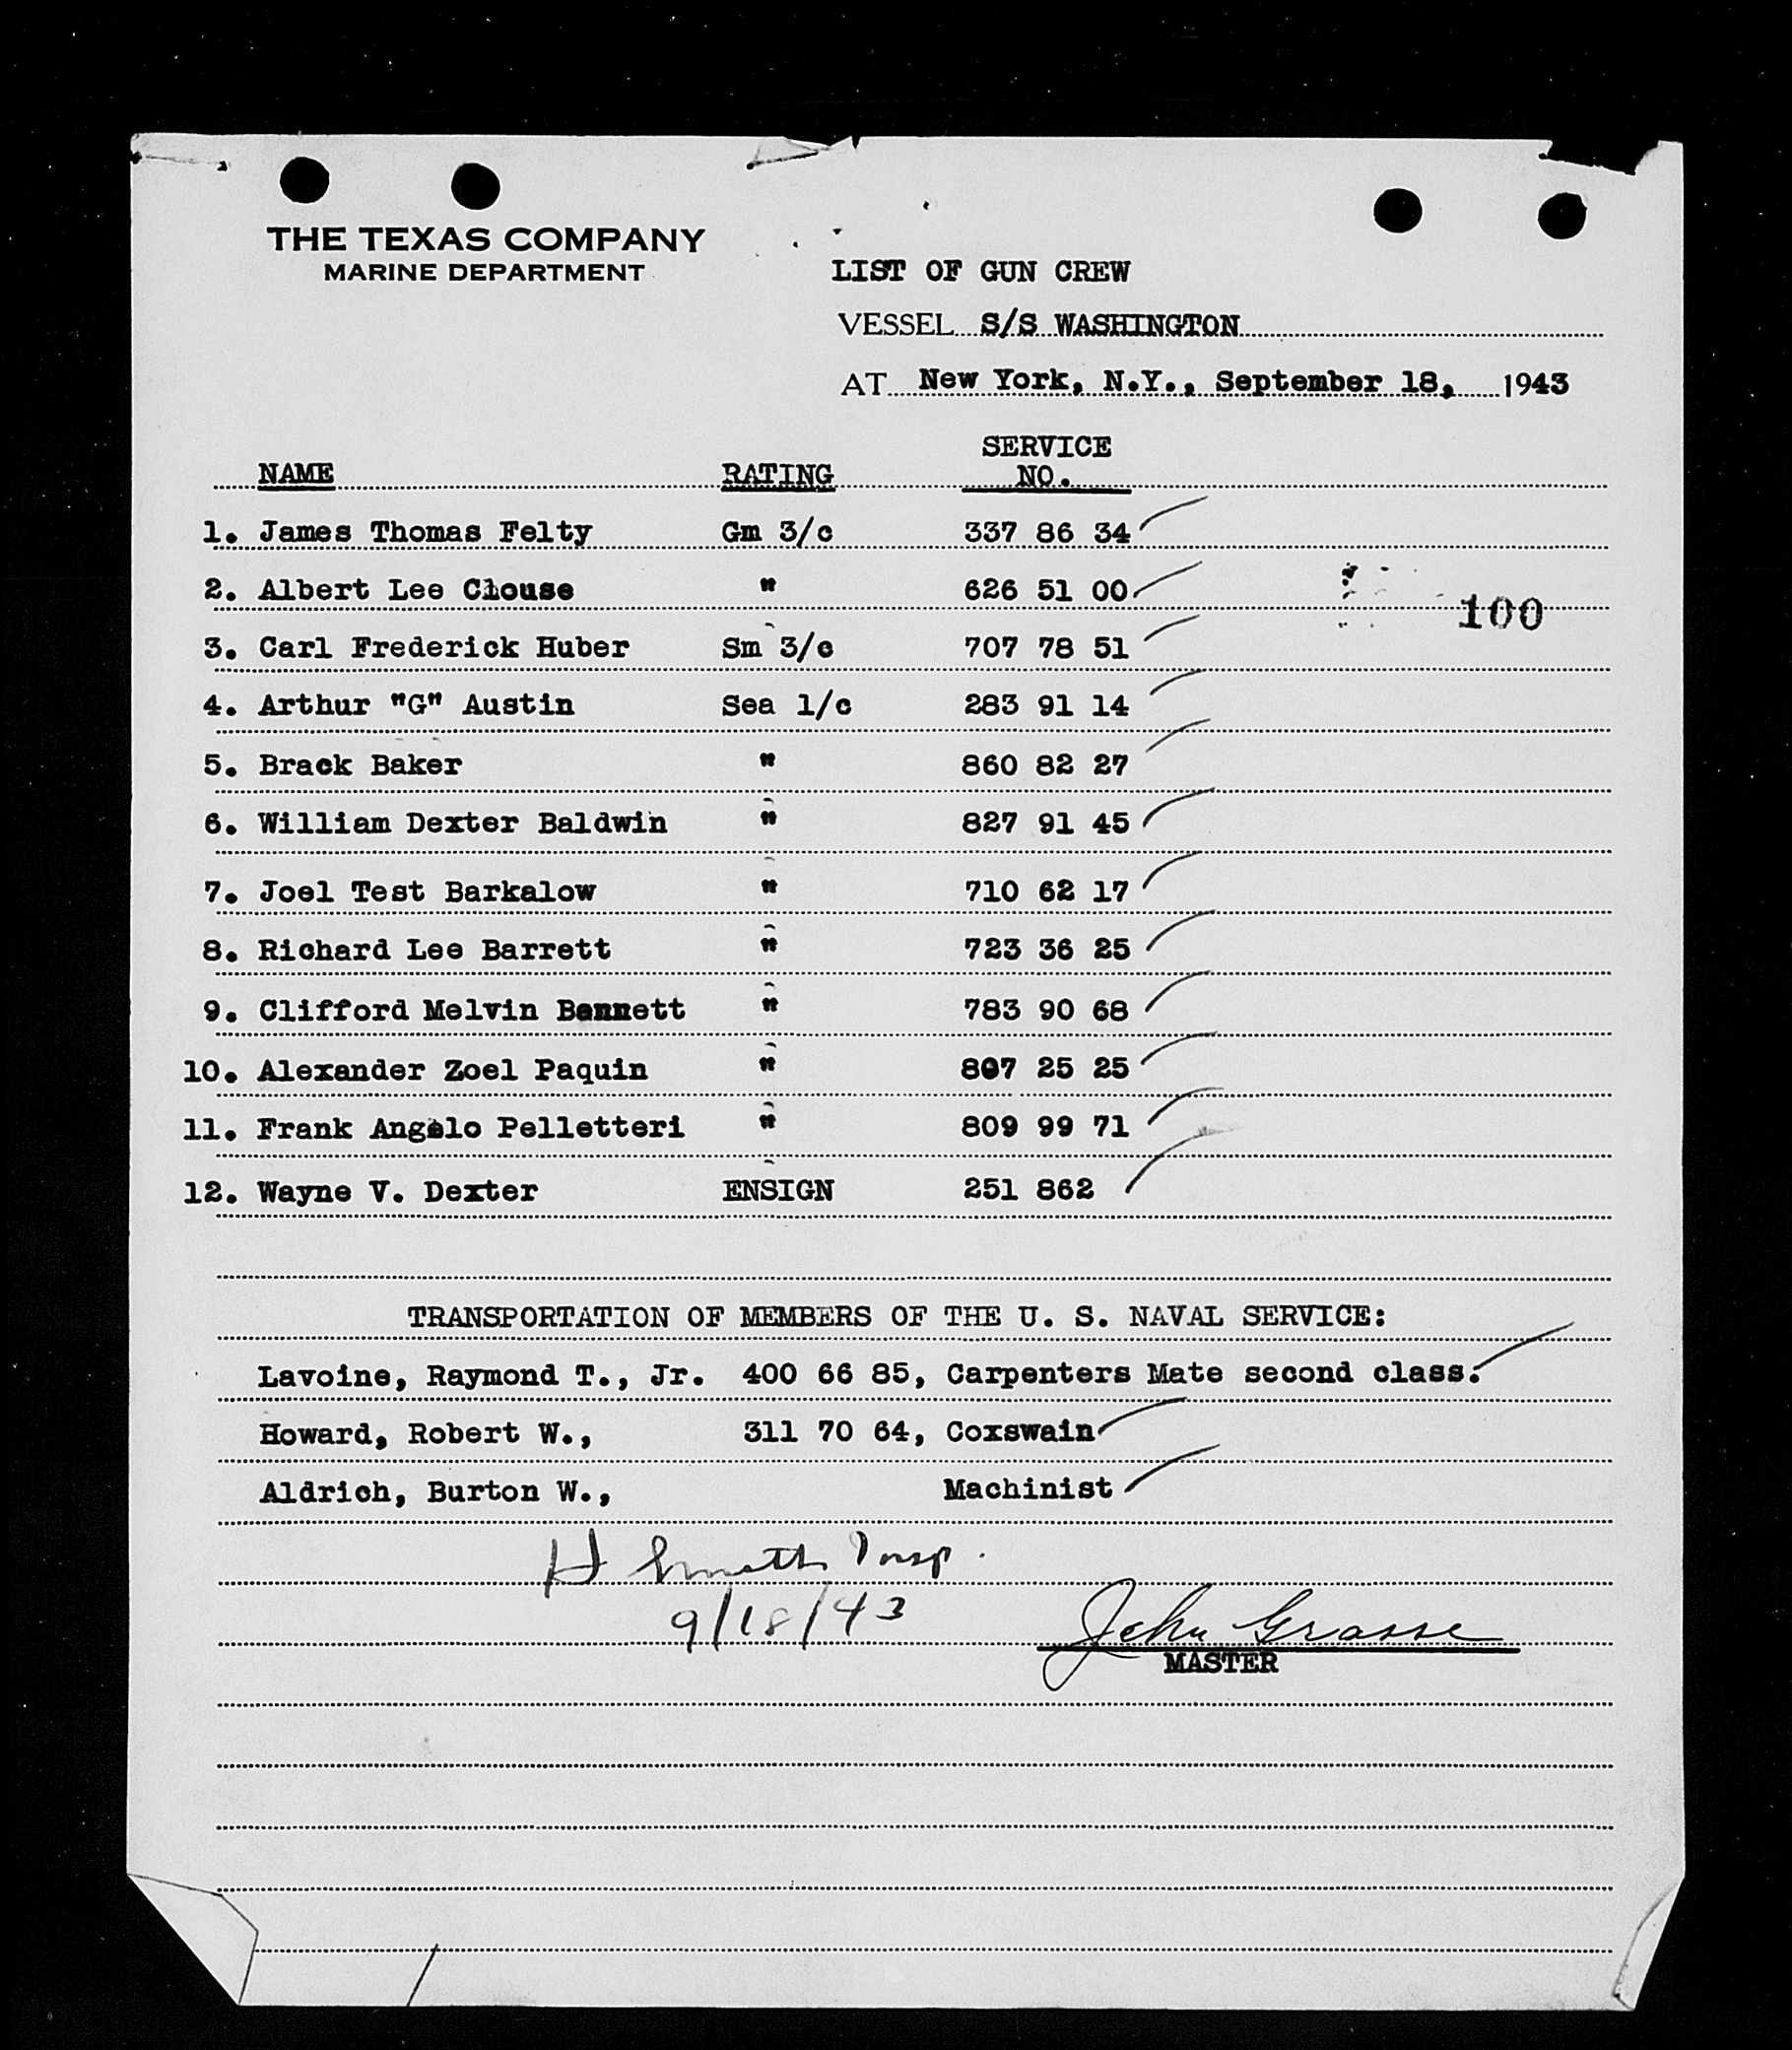 THE TEXAS COMPANY
MARINE DEPARTMENT
LIST OF GUN CREW
VESSEL S/S WASHINGTON
AT New York, N.Y., September 18, 1943
NAME RATING SERVICE NO.
1. James Thomas Felty Gm 3/c 337 86 34
2. Albert Lee Clouse " 626 51 00
100
3. Carl Frederick Huber Sm 3/c 707 78 51
4. Arthur "G" Austin Sea 1/c 283 91 14
5. Brack Baker " 860 82 27
6. William Dexter Baldwin " 827 91 45
7. Joel Test Barkalow " 710 62 17
8. Richard Lee Barrett " 723 36 25
9. Clifford Melvin Bennett " 783 90 68
10. Alexander Zoel Paquin " 807 25 25
11. Frank Angelo Pelletteri " 809 99 71
12. Wayne V. Dexter ENSIGN 251 862
TRANSPORTATION OF MEMBERS OF THE U. S. NAVAL SERVICE:
Lavoine, Raymond T., Jr. 400 66 85, Carpenters Mate second class.
Howard, Robert W., 311 70 64, Coxswain
Aldrich, Burton W., Machinist
H Smith Insp.
9/18/43
John Grasse
MASTER